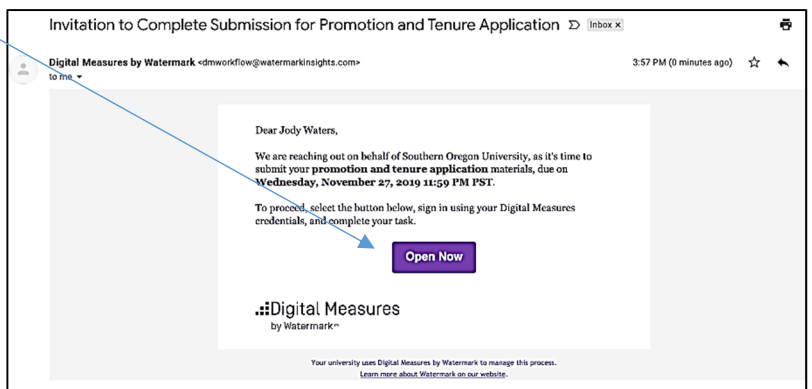 Invitation to Complete Submission for Promotion and Tenure Application Inbox x
Digital Measures by Watermark <dmworkflow@watermarkinsights.com> 3:57 PM (0 minutes ago)
to me
Dear Jody Waters,
We are reaching out on behalf of Southern Oregon University, as it's time to
submit your promotion and tenure application materials, due on
Wednesday, November 27, 2019 11:59 PM PST.
To proceed, select the button below, sign in using your Digital Measures
credentials, and complete your task.
Open Now
Digital Measures
by Watermark™
Your university uses Digital Measures by Watermark to manage this process.
Learn more about Watermark on our website.